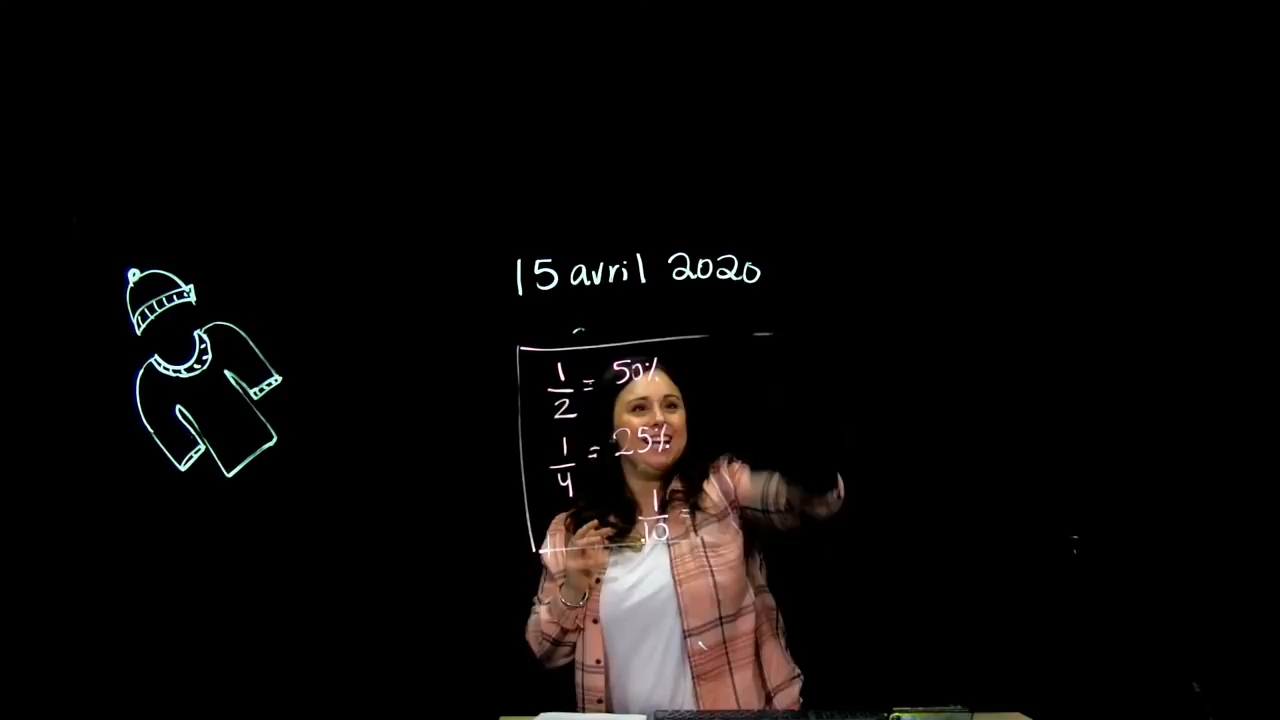 15 avril 2020
1/2 = 50%
1/4 = 25%
1/10 =